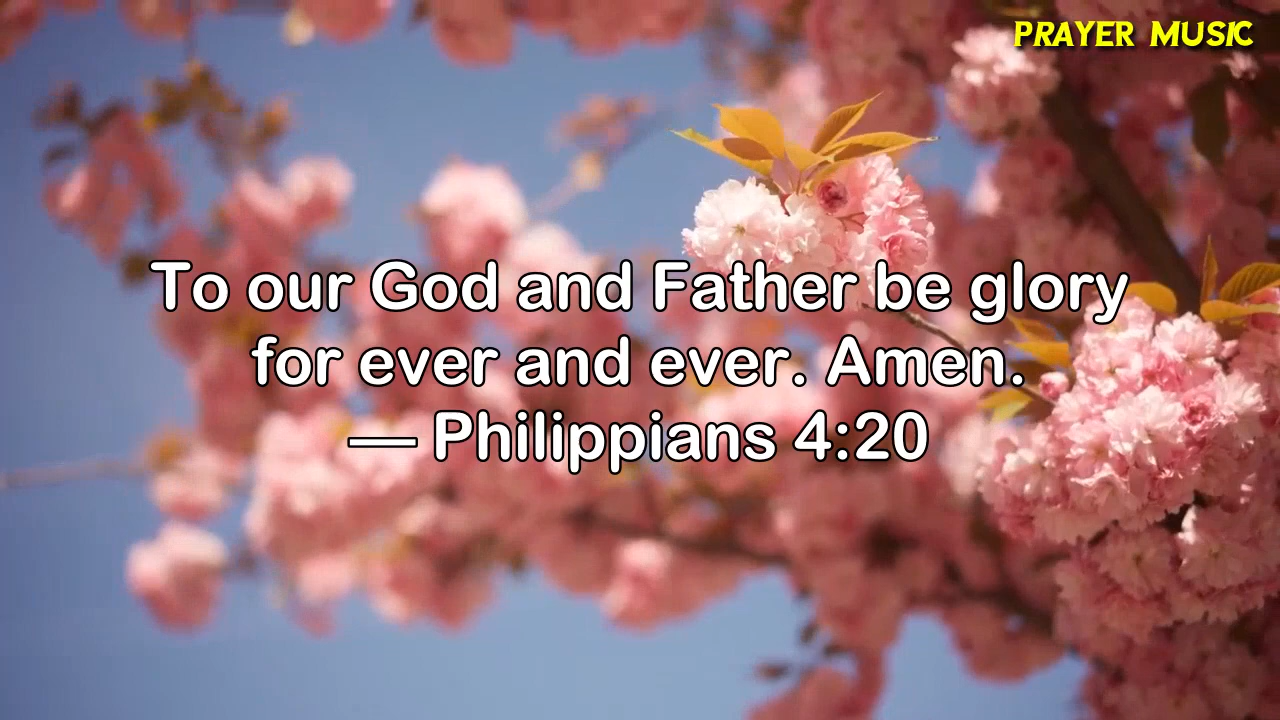 PRAYER MUSIC
To our God and Father be glory
for ever and ever. Amen.
— Philippians 4:20